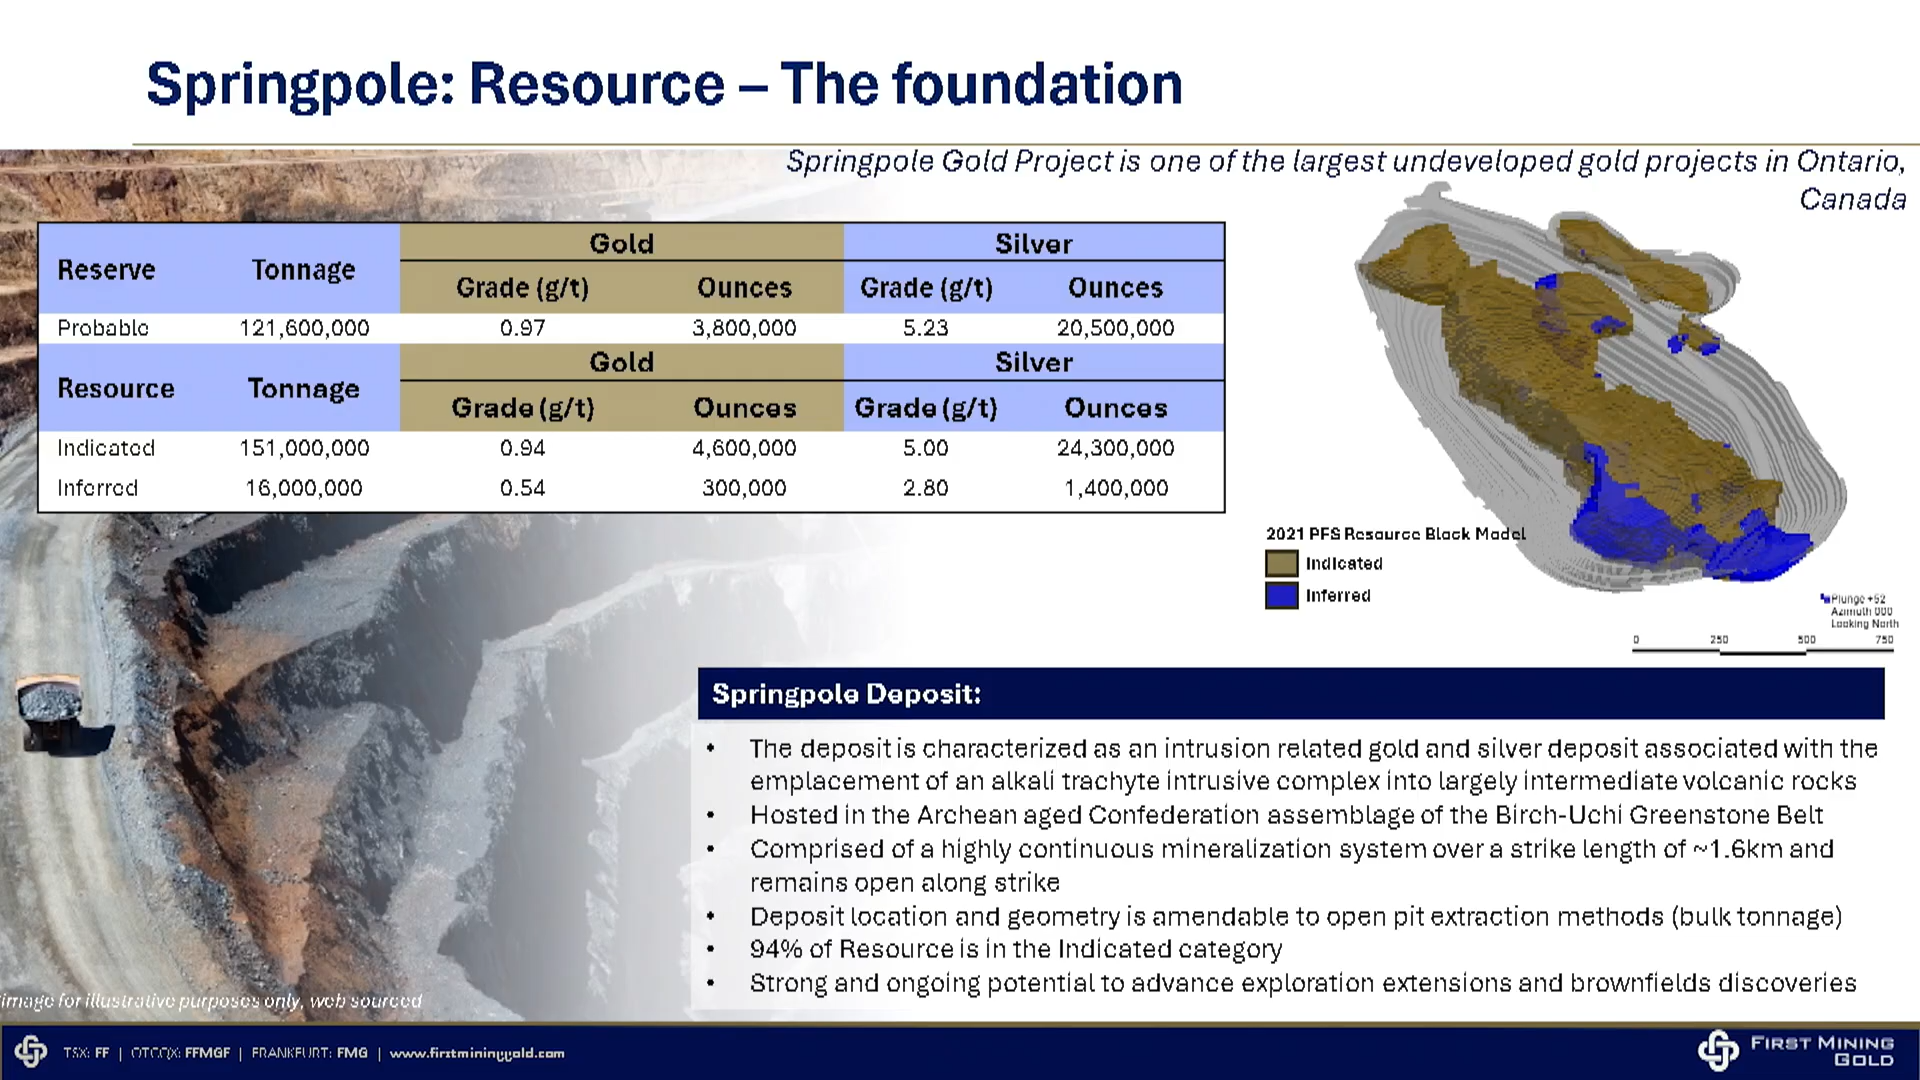 Springpole: Resource – The foundation
Springpole Gold Project is one of the largest undeveloped gold projects in Ontario,
Canada
Reserve Tonnage Gold Silver
Grade (g/t) Ounces Grade (g/t) Ounces
Probable 121,600,000 0.97 3,800,000 5.23 20,500,000
Resource Tonnage Gold Silver
Grade (g/t) Ounces Grade (g/t) Ounces
Indicated 151,000,000 0.94 4,600,000 5.00 24,300,000
Inferred 16,000,000 0.54 300,000 2.80 1,400,000
2021 PFS Resource Block Model
Indicated
Inferred
Plunge +52
Azimuth 000
Looking North
0 250 500 750
Springpole Deposit:
• The deposit is characterized as an intrusion related gold and silver deposit associated with the
emplacement of an alkali trachyte intrusive complex into largely intermediate volcanic rocks
• Hosted in the Archean aged Confederation assemblage of the Birch-Uchi Greenstone Belt
• Comprised of a highly continuous mineralization system over a strike length of ~1.6km and
remains open along strike
• Deposit location and geometry is amendable to open pit extraction methods (bulk tonnage)
• 94% of Resource is in the Indicated category
• Strong and ongoing potential to advance exploration extensions and brownfields discoveries
image for illustrative purposes only, web sourced
TSX: FF | OTCQX: FFMGF | FRANKFURT: FMG | www.firstmininggold.com
FIRST MINING
GOLD